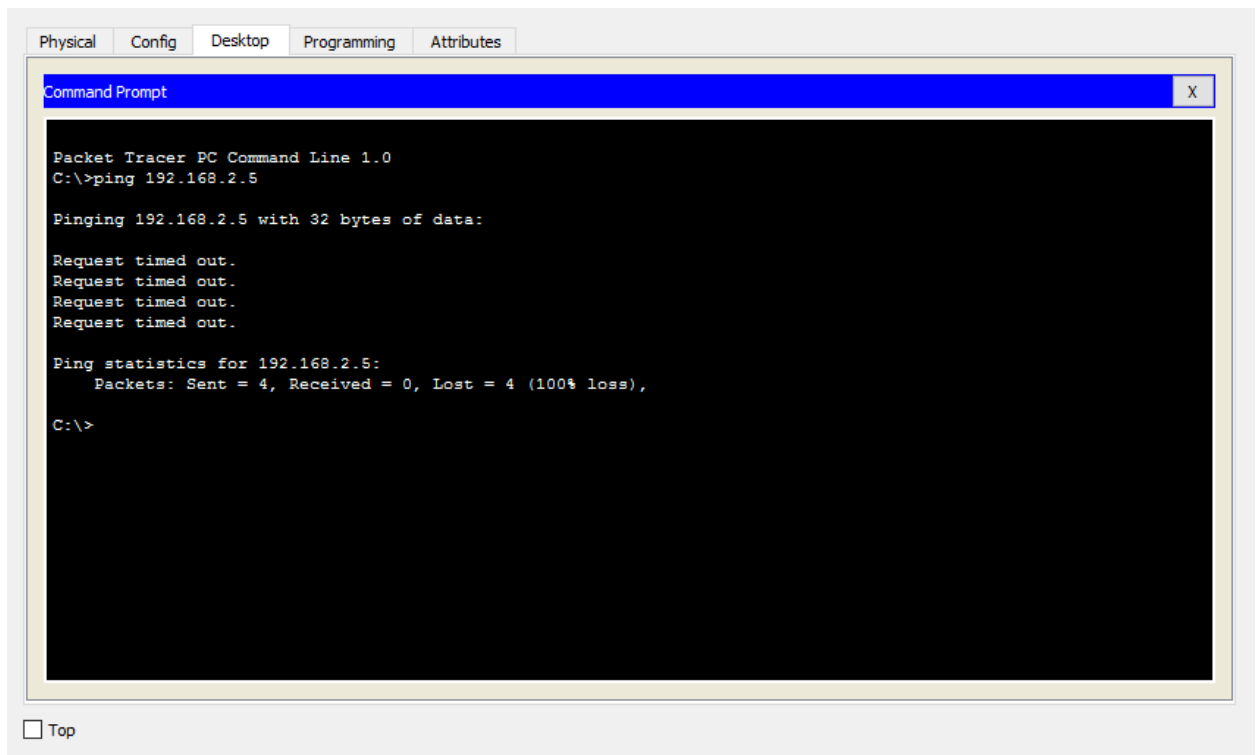 Physical Config Desktop Programming Attributes
Command Prompt X
Packet Tracer PC Command Line 1.0
C:\>ping 192.168.2.5
Pinging 192.168.2.5 with 32 bytes of data:
Request timed out.
Request timed out.
Request timed out.
Request timed out.
Ping statistics for 192.168.2.5:
Packets: Sent = 4, Received = 0, Lost = 4 (100% loss),
C:\>
Top